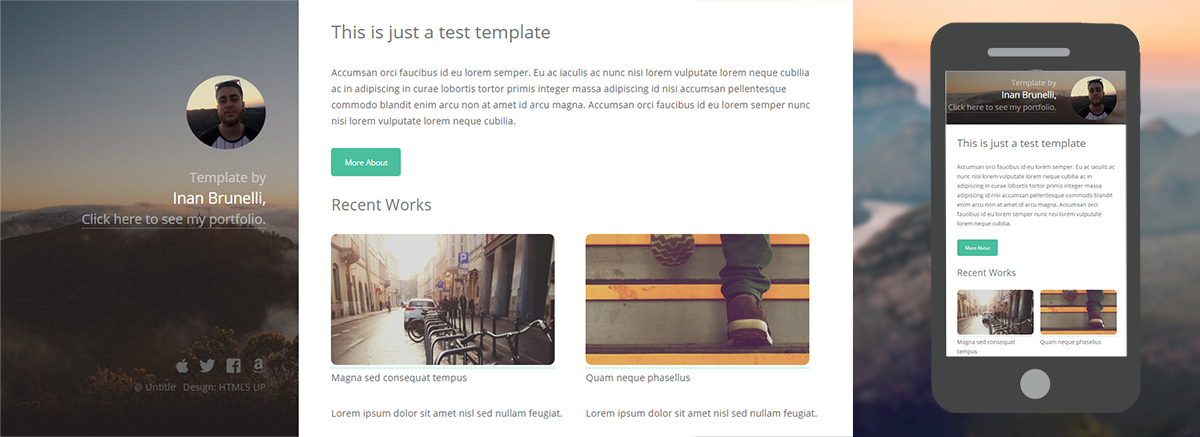 Template by
Inan Brunelli,
Click here to see my portfolio.
@ Untitle Design: HTML5 UP
This is just a test template
Accumsan orci faucibus id eu lorem semper. Eu ac iaculis ac nunc nisi lorem vulputate lorem neque cubilia
ac in adipiscing in curae lobortis tortor primis integer massa adipiscing id nisi accumsan pellentesque
commodo blandit enim arcu non at amet id arcu magna. Accumsan orci faucibus id eu lorem semper nunc
nisi lorem vulputate lorem neque cubilia.
More About
Recent Works
P
Magna sed consequat tempus
Quam neque phasellus
Lorem ipsum dolor sit amet nisl sed nullam feugiat.
Lorem ipsum dolor sit amet nisl sed nullam feugiat.
Template by
Inan Brunelli,
Click here to see my portfolio.
This is just a test template
Accumsan orci faucibus id eu lorem semper. Eu ac iaculis ac
nunc nisi lorem vulputate lorem neque cubilia ac in
adipiscing in curae lobortis tortor primis integer massa
adipiscing id nisi accumsan pellentesque commodo blandit
enim arcu non at amet id arcu magna. Accumsan orci
faucibus id eu lorem semper nunc nisi lorem vulputate
lorem neque cubilia.
More About
Recent Works
Magna sed consequat
tempus
Quam neque phasellus